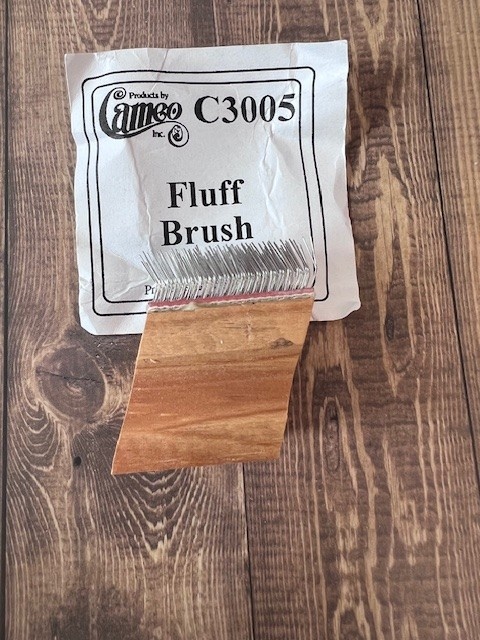 Products by
Cameo C3005
Inc.
Fluff
Brush